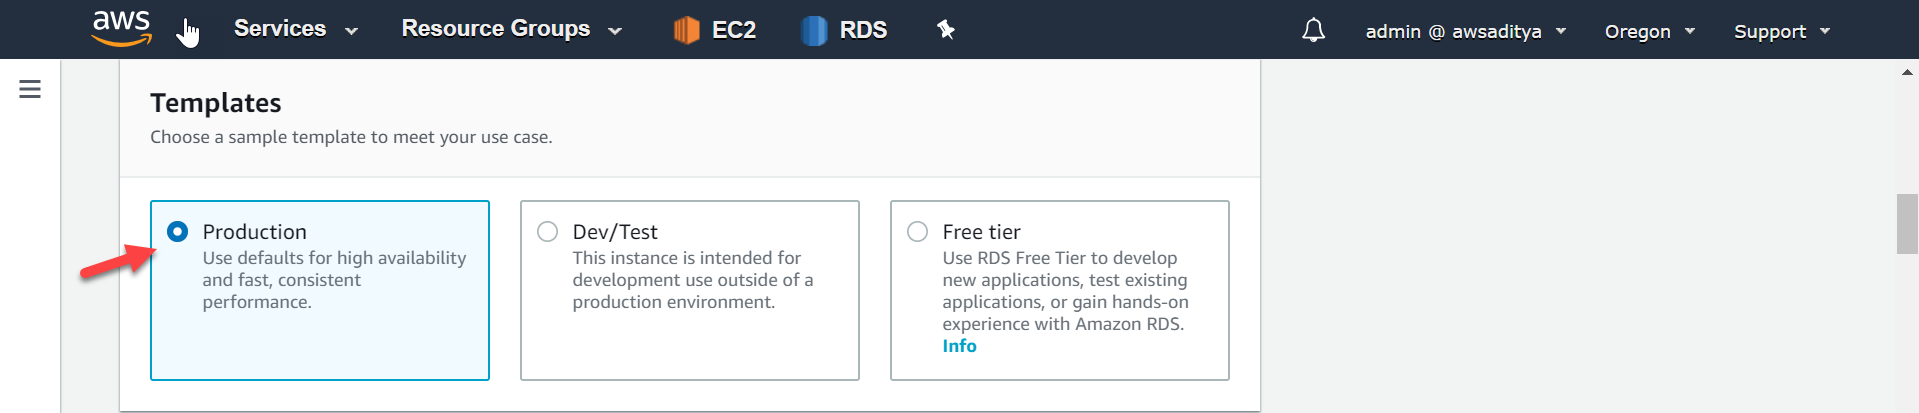 aws Services Resource Groups EC2 RDS admin @ awsaditya Oregon Support
Templates
Choose a sample template to meet your use case.
Production
Use defaults for high availability
and fast, consistent
performance.
Dev/Test
This instance is intended for
development use outside of a
production environment.
Free tier
Use RDS Free Tier to develop
new applications, test existing
applications, or gain hands-on
experience with Amazon RDS.
Info